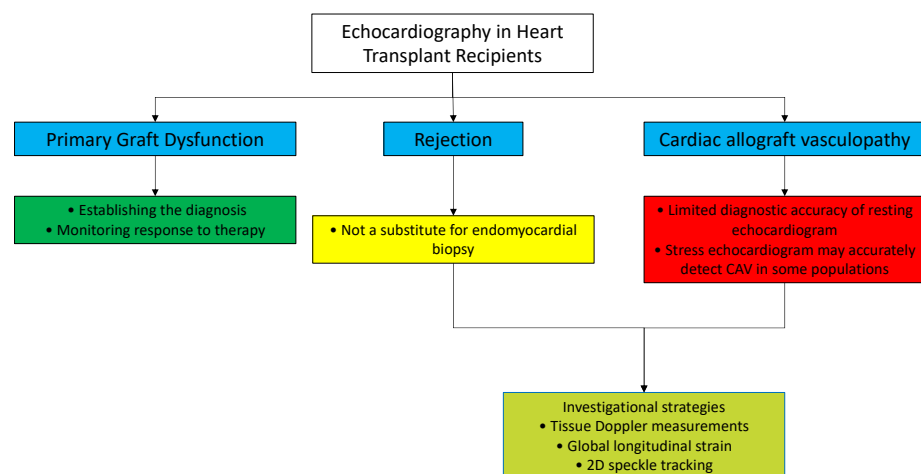 Echocardiography in Heart
Transplant Recipients
Primary Graft Dysfunction
Rejection
Cardiac allograft vasculopathy
• Establishing the diagnosis
• Monitoring response to therapy
• Not a substitute for endomyocardial
biopsy
• Limited diagnostic accuracy of resting
echocardiogram
• Stress echocardiogram may accurately
detect CAV in some populations
Investigational strategies
• Tissue Doppler measurements
• Global longitudinal strain
• 2D speckle tracking